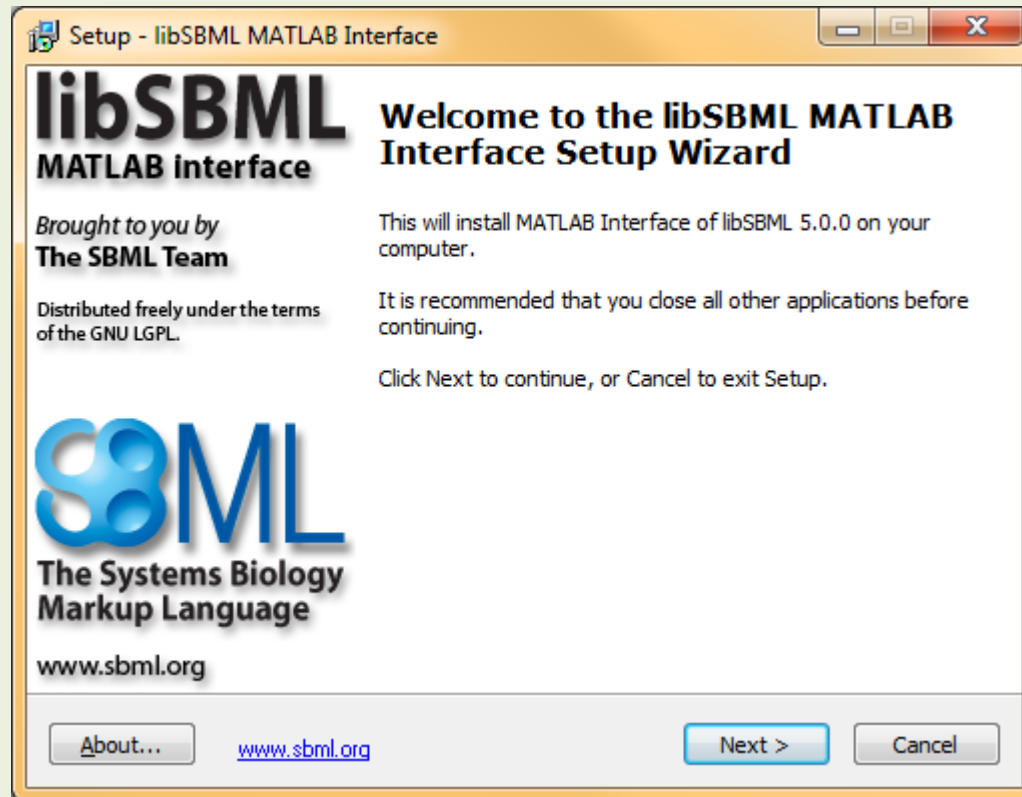 Setup - libSBML MATLAB Interface
libSBML
MATLAB interface
Brought to you by
The SBML Team
Distributed freely under the terms
of the GNU LGPL.
SBML
The Systems Biology
Markup Language
www.sbml.org
Welcome to the libSBML MATLAB
Interface Setup Wizard
This will install MATLAB Interface of libSBML 5.0.0 on your
computer.
It is recommended that you close all other applications before
continuing.
Click Next to continue, or Cancel to exit Setup.
About...
www.sbml.org
Next >
Cancel